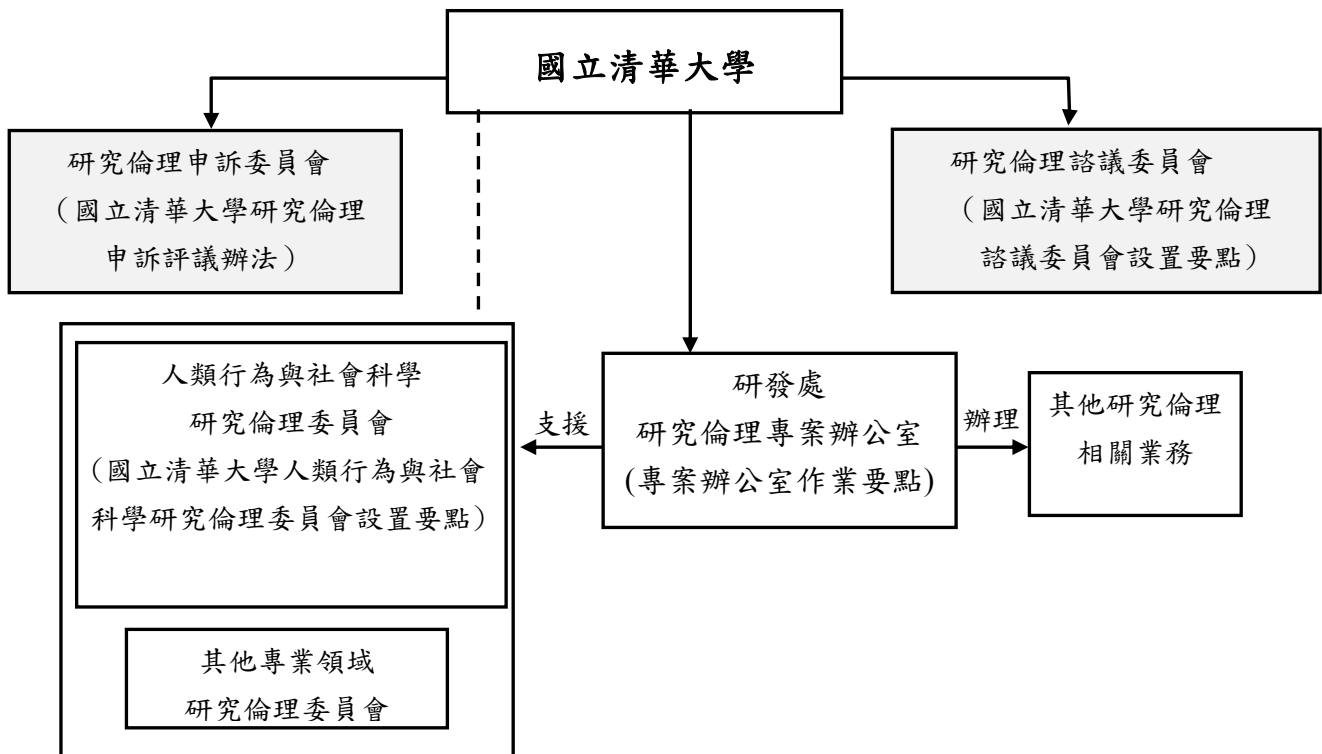 國立清華大學
研究倫理申訴委員會
（國立清華大學研究倫理
申訴評議辦法）
研究倫理諮議委員會
（國立清華大學研究倫理
諮議委員會設置要點）
人類行為與社會科學
研究倫理委員會
（國立清華大學人類行為與社會
科學研究倫理委員會設置要點）
支援
研發處
研究倫理專案辦公室
(專案辦公室作業要點)
辦理
其他研究倫理
相關業務
其他專業領域
研究倫理委員會